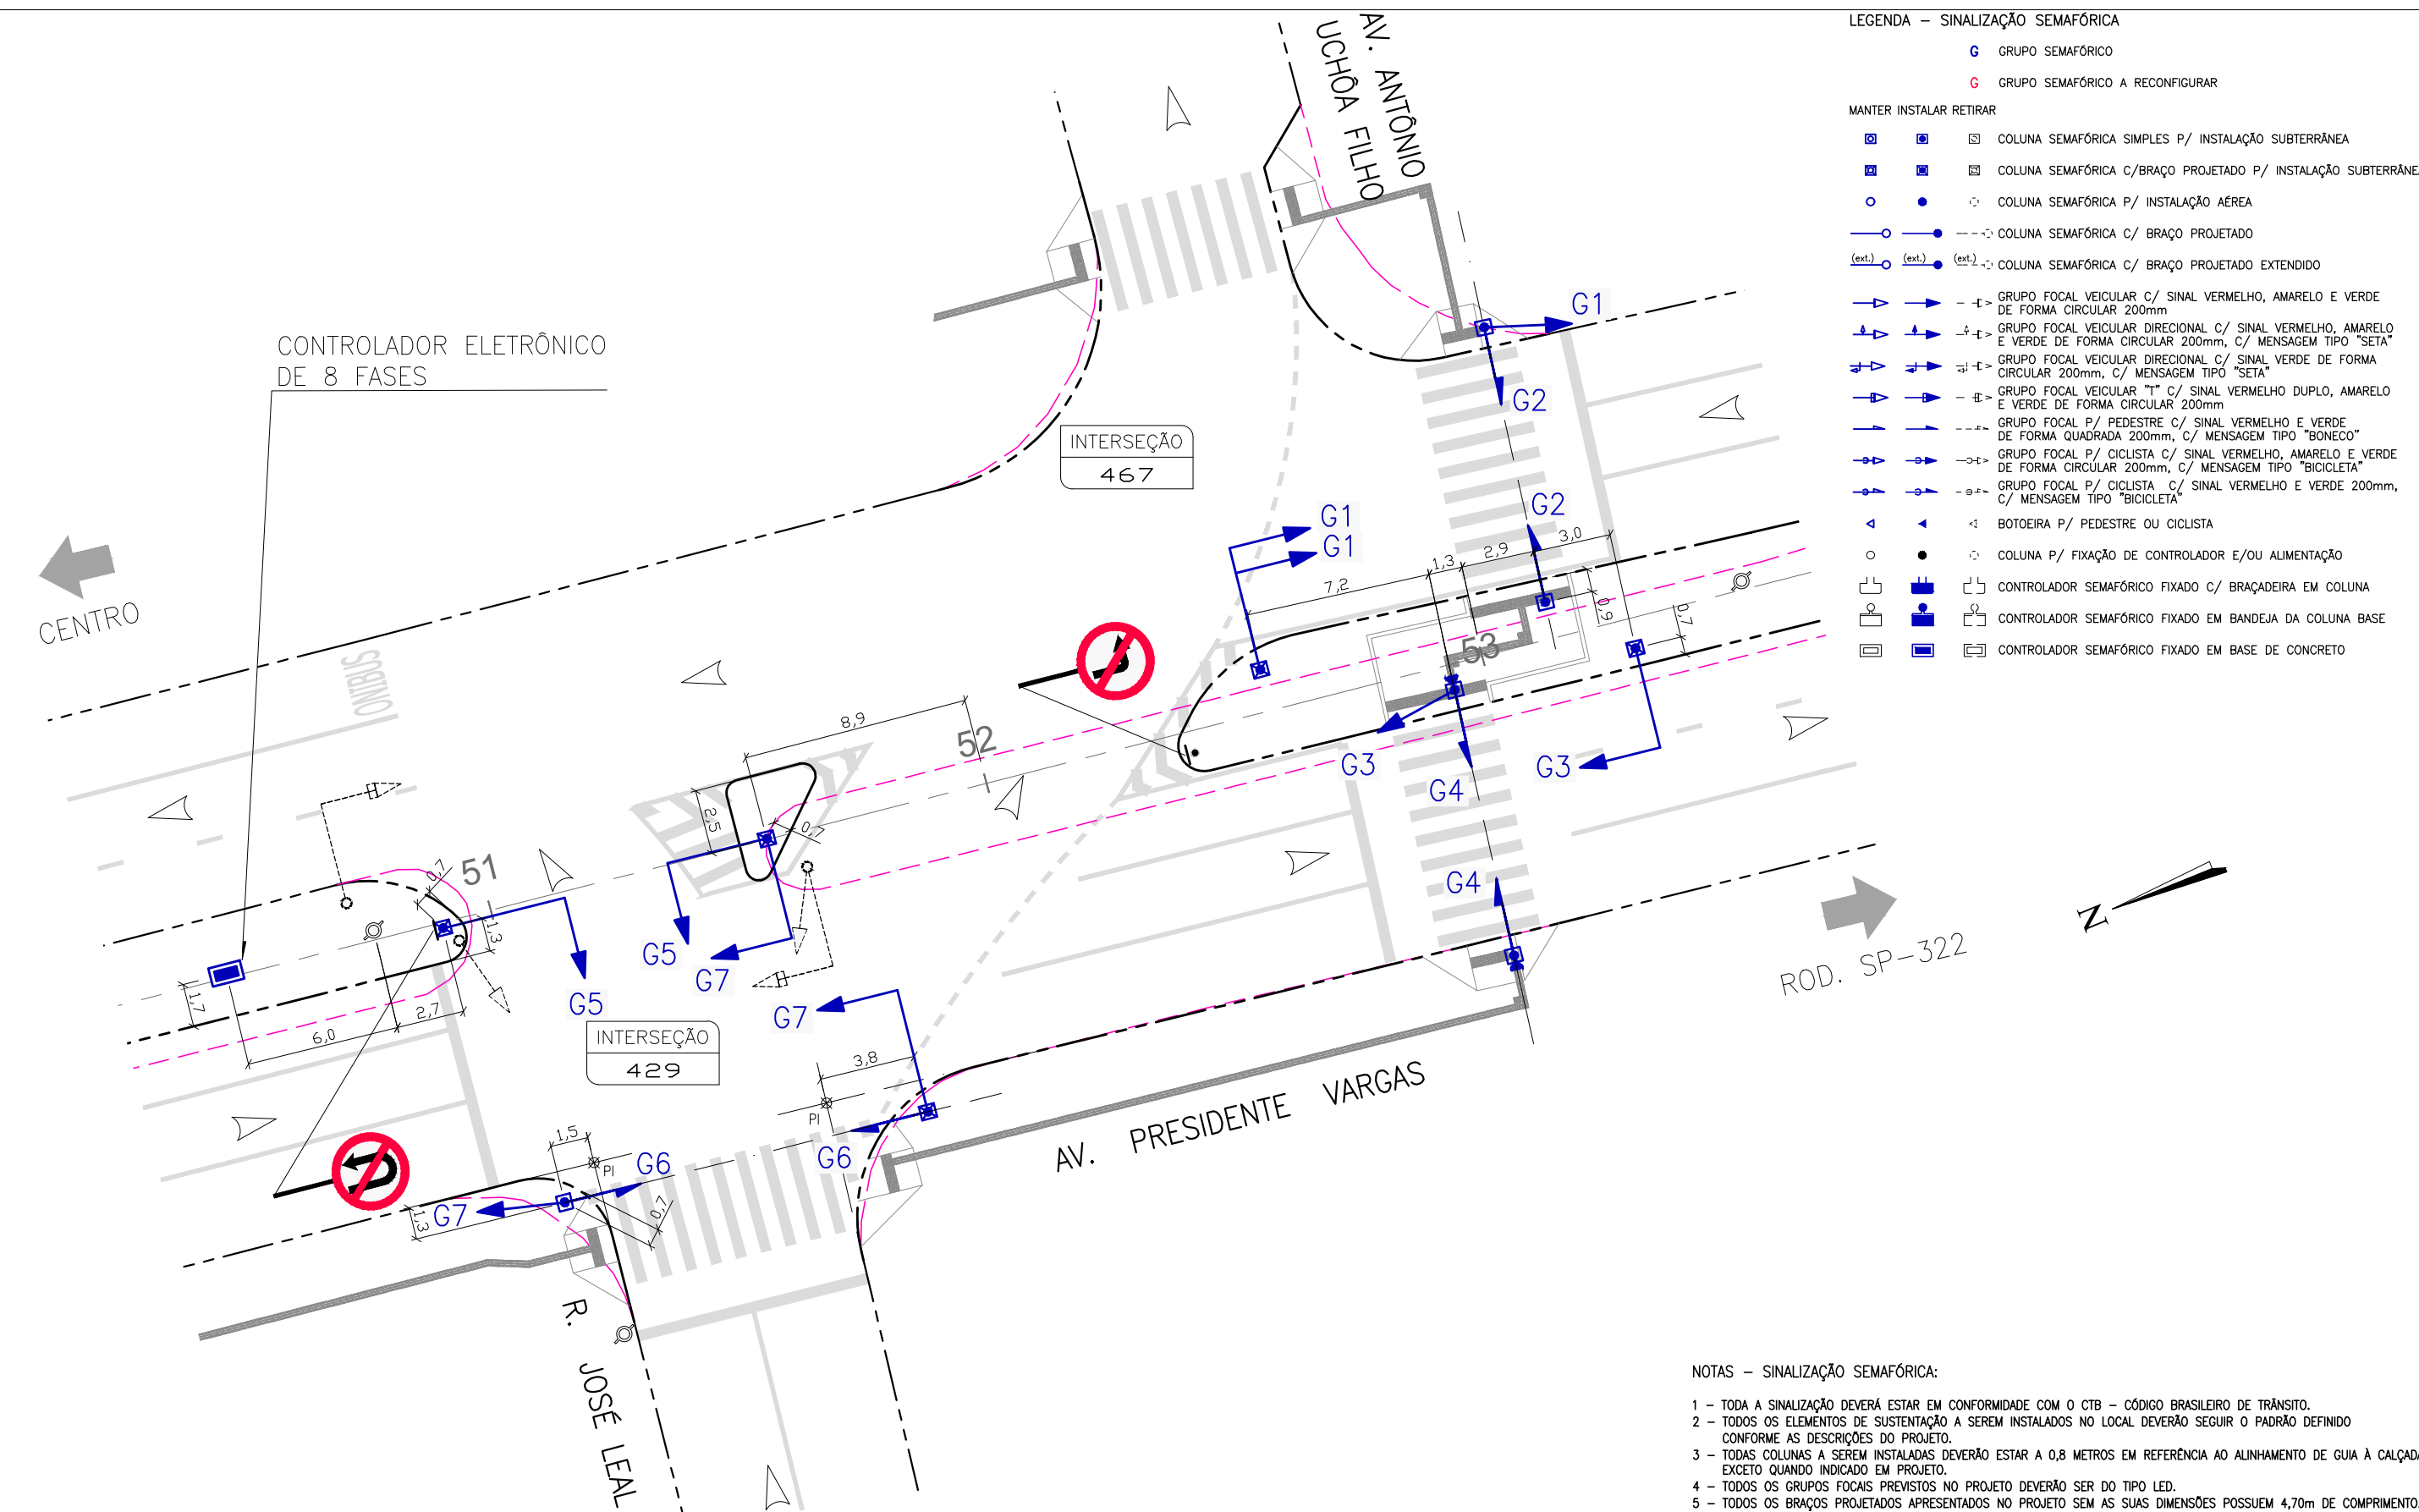 LEGENDA – SINALIZAÇÃO SEMAFÓRICA
G GRUPO SEMAFÓRICO
G GRUPO SEMAFÓRICO A RECONFIGURAR
MANTER INSTALAR RETIRAR
COLUNA SEMAFÓRICA SIMPLES P/ INSTALAÇÃO SUBTERRÂNEA
COLUNA SEMAFÓRICA C/BRAÇO PROJETADO P/ INSTALAÇÃO SUBTERRÂNE
COLUNA SEMAFÓRICA P/ INSTALAÇÃO AÉREA
COLUNA SEMAFÓRICA C/ BRAÇO PROJETADO
(ext.) (ext.) (ext.) COLUNA SEMAFÓRICA C/ BRAÇO PROJETADO EXTENDIDO
GRUPO FOCAL VEICULAR C/ SINAL VERMELHO, AMARELO E VERDE
DE FORMA CIRCULAR 200mm
GRUPO FOCAL VEICULAR DIRECIONAL C/ SINAL VERMELHO, AMARELO
E VERDE DE FORMA CIRCULAR 200mm, C/ MENSAGEM TIPO "SETA"
GRUPO FOCAL VEICULAR DIRECIONAL C/ SINAL VERDE DE FORMA
CIRCULAR 200mm, C/ MENSAGEM TIPO "SETA"
GRUPO FOCAL VEICULAR "T" C/ SINAL VERMELHO DUPLO, AMARELO
E VERDE DE FORMA CIRCULAR 200mm
GRUPO FOCAL P/ PEDESTRE C/ SINAL VERMELHO E VERDE
DE FORMA QUADRADA 200mm, C/ MENSAGEM TIPO "BONECO"
GRUPO FOCAL P/ CICLISTA C/ SINAL VERMELHO, AMARELO E VERDE
DE FORMA CIRCULAR 200mm, C/ MENSAGEM TIPO "BICICLETA"
GRUPO FOCAL P/ CICLISTA C/ SINAL VERMELHO E VERDE 200mm,
C/ MENSAGEM TIPO "BICICLETA"
BOTOEIRA P/ PEDESTRE OU CICLISTA
COLUNA P/ FIXAÇÃO DE CONTROLADOR E/OU ALIMENTAÇÃO
CONTROLADOR SEMAFÓRICO FIXADO C/ BRAÇADEIRA EM COLUNA
CONTROLADOR SEMAFÓRICO FIXADO EM BANDEJA DA COLUNA BASE
CONTROLADOR SEMAFÓRICO FIXADO EM BASE DE CONCRETO
AV. ANTÔNIO
UCHÔA FILHO
CONTROLADOR ELETRÔNICO
DE 8 FASES
G1
G2
INTERSEÇÃO
467
G2
G1
G1
1,3
2,9
3,0
7,2
0,9
0,7
CENTRO
ÔNIBUS
53
8,9
52
G3
G3
G4
2,5
0,7
51
0,7
1,3
G4
G5
G7
G5
1,7
6,0
2,7
G7
ROD. SP-322
N
INTERSEÇÃO
429
3,8
PI
G6
AV. PRESIDENTE VARGAS
1,5
PI
G6
G7
1,3
0,7
R. JOSÉ LEAL
NOTAS – SINALIZAÇÃO SEMAFÓRICA:
1 – TODA A SINALIZAÇÃO DEVERÁ ESTAR EM CONFORMIDADE COM O CTB – CÓDIGO BRASILEIRO DE TRÂNSITO.
2 – TODOS OS ELEMENTOS DE SUSTENTAÇÃO A SEREM INSTALADOS NO LOCAL DEVERÃO SEGUIR O PADRÃO DEFINIDO
CONFORME AS DESCRIÇÕES DO PROJETO.
3 – TODAS COLUNAS A SEREM INSTALADAS DEVERÃO ESTAR A 0,8 METROS EM REFERÊNCIA AO ALINHAMENTO DE GUIA À CALÇADA
EXCETO QUANDO INDICADO EM PROJETO.
4 – TODOS OS GRUPOS FOCAIS PREVISTOS NO PROJETO DEVERÃO SER DO TIPO LED.
5 – TODOS OS BRAÇOS PROJETADOS APRESENTADOS NO PROJETO SEM AS SUAS DIMENSÕES POSSUEM 4,70m DE COMPRIMENTO